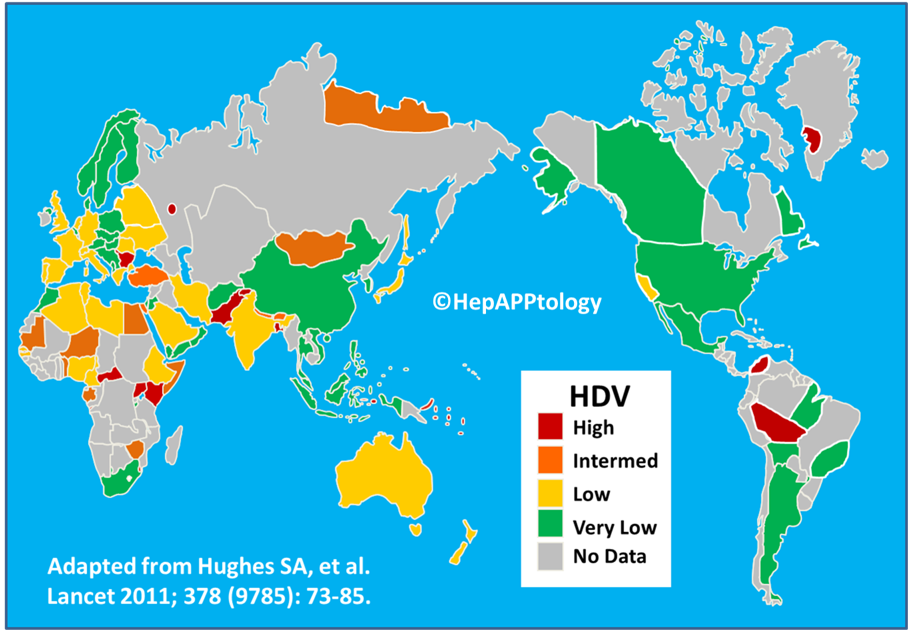 ©HepAPPtology
HDV
High
Intermed
Low
Very Low
No Data
Adapted from Hughes SA, et al.
Lancet 2011; 378 (9785): 73-85.